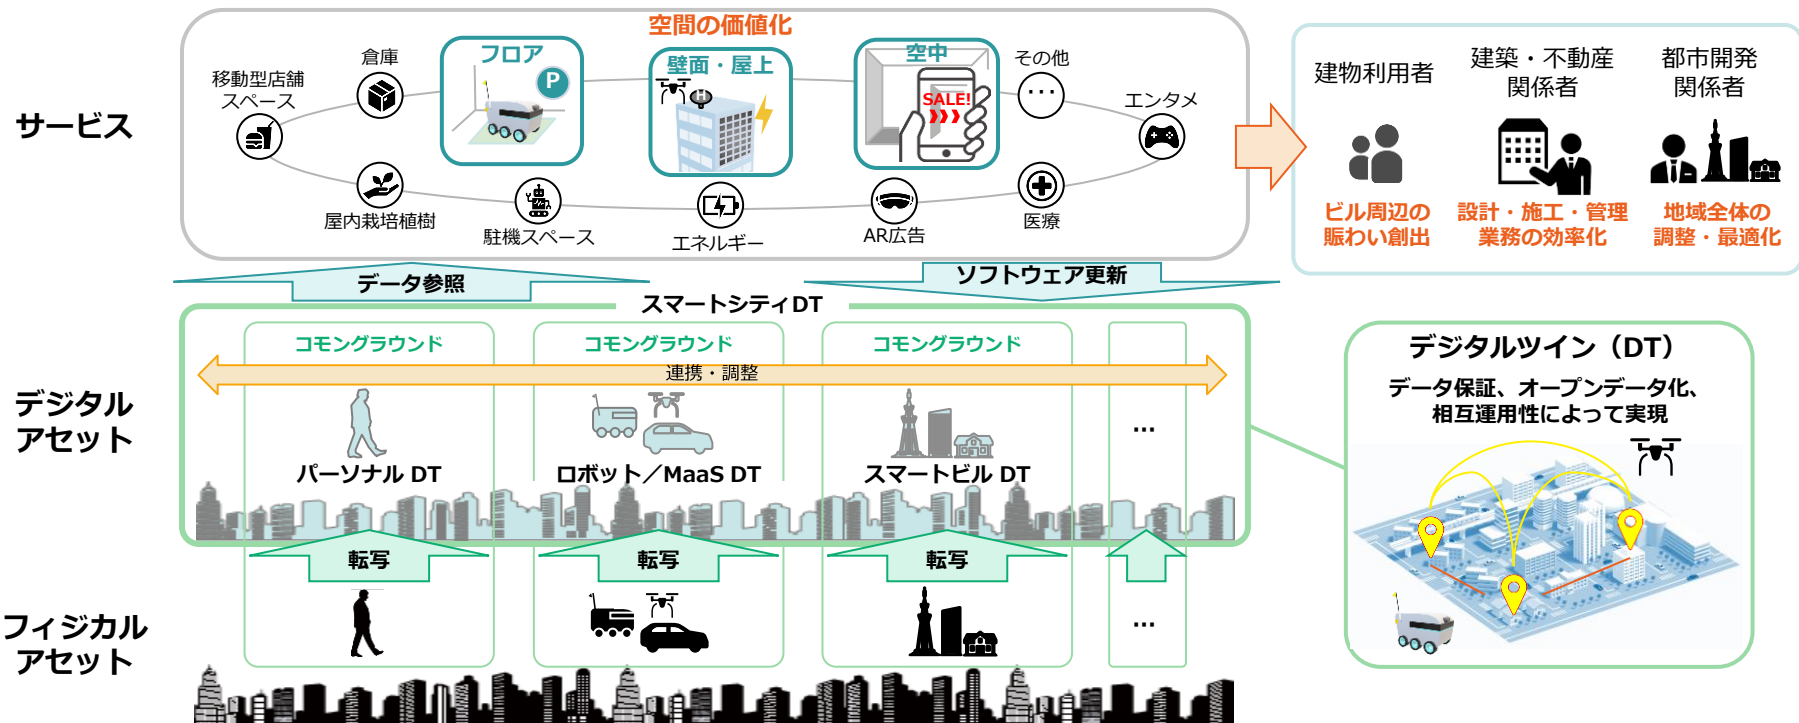 空間の価値化
サービス
移動型店舗
スペース
倉庫
フロア
P
壁面・屋上
H
空中
SALE!
その他
…
エンタメ
屋内栽培植樹
駐機スペース
エネルギー
AR広告
医療
建物利用者
建築・不動産
関係者
都市開発
関係者
ビル周辺の
賑わい創出
設計・施工・管理
業務の効率化
地域全体の
調整・最適化
データ参照
ソフトウェア更新
スマートシティDT
デジタル
アセット
コモングラウンド
コモングラウンド
コモングラウンド
連携・調整
パーソナル DT
ロボット／MaaS DT
スマートビル DT
…
転写
転写
転写
フィジカル
アセット
…
デジタルツイン（DT）
データ保証、オープンデータ化、
相互運用性によって実現